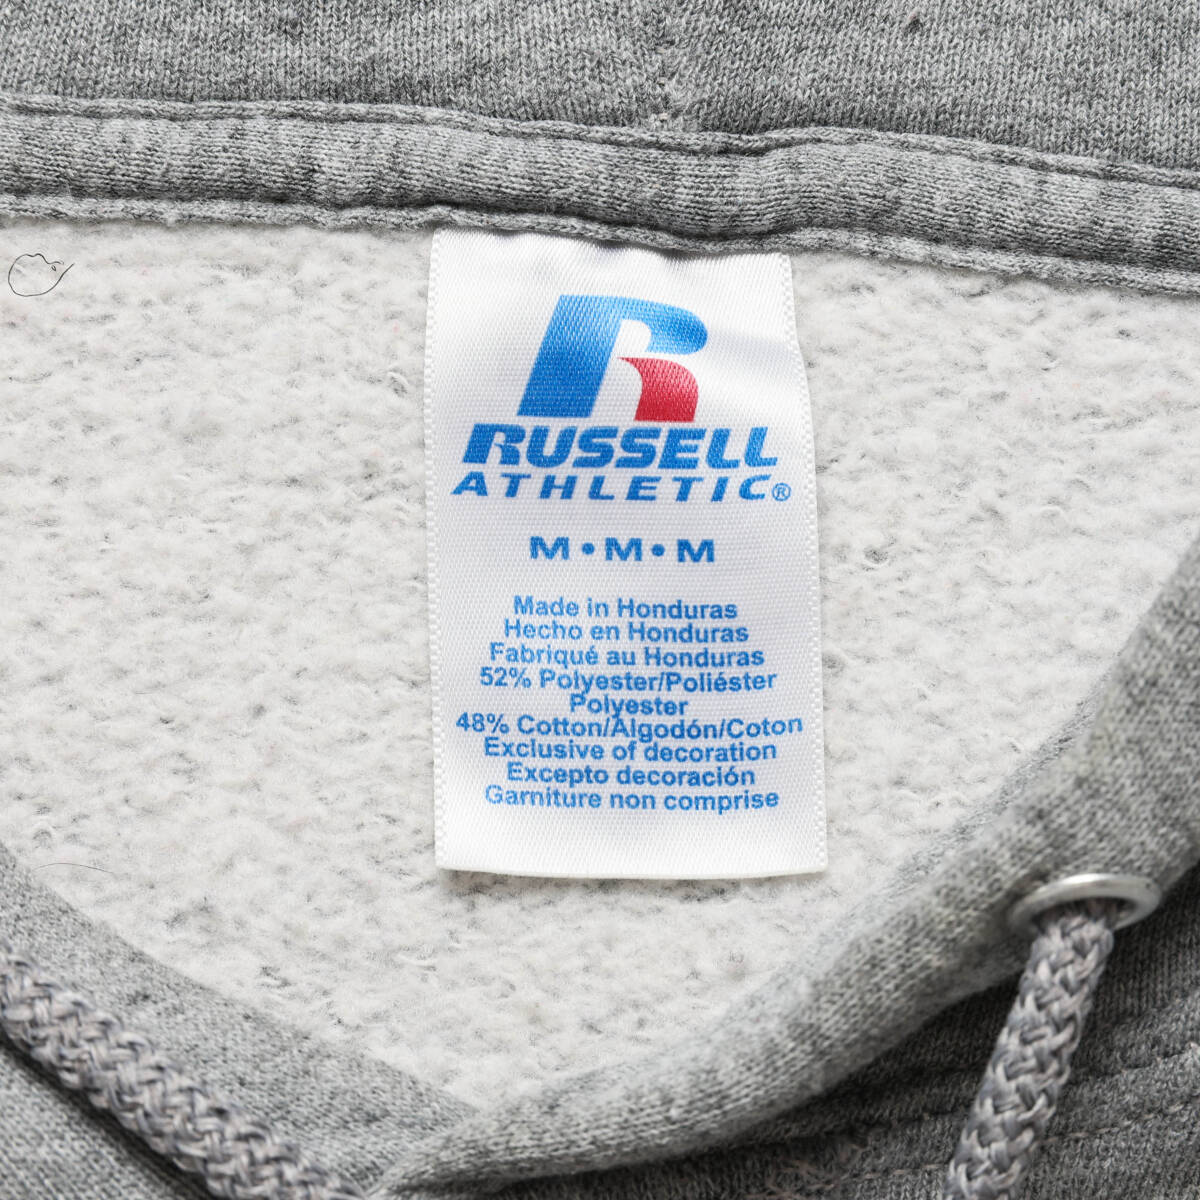 R
RUSSELL
ATHLETIC®
M • M • M
Made in Honduras
Hecho en Honduras
Fabriqué au Honduras
52% Polyester/Poliéster
Polyester
48% Cotton/Algodón/Coton
Exclusive of decoration
Excepto decoración
Garniture non comprise